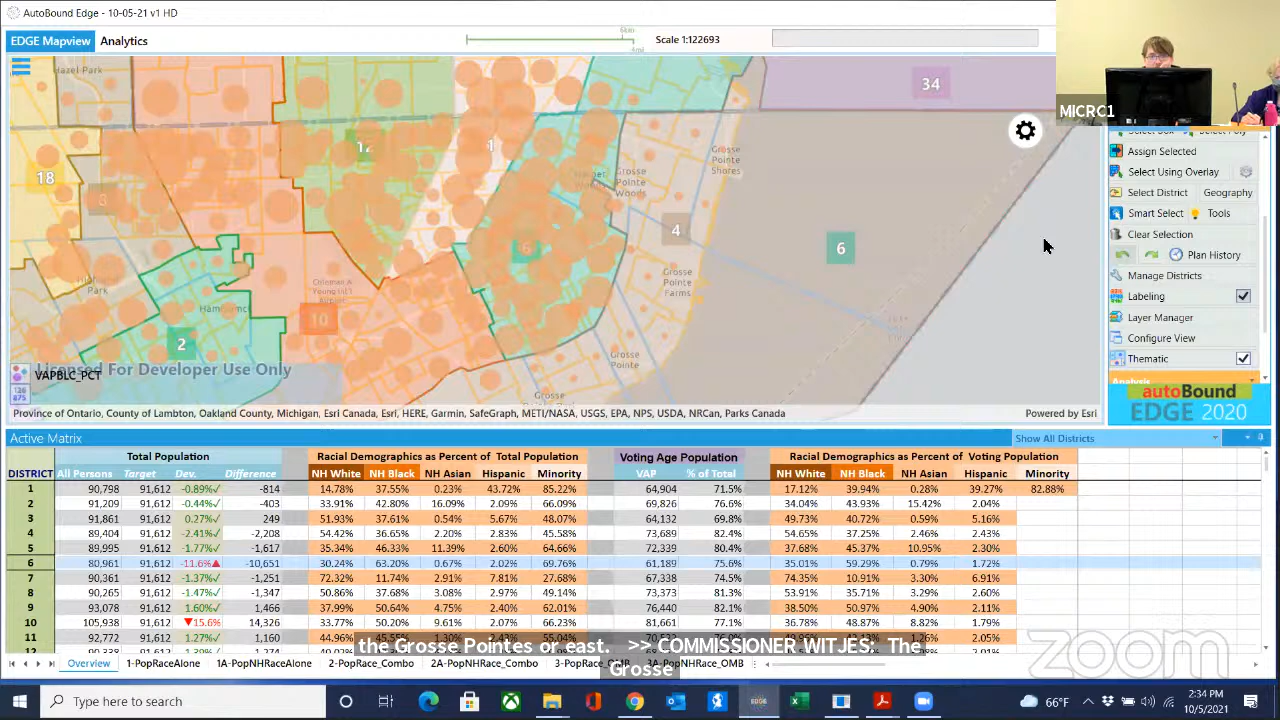 AutoBound Edge - 10-05-21 v1 HD
EDGE Mapview Analytics
Scale 1:122693
MICRC1
Hazel Park
34
12
1
18
Grosse Pointe Shores
Grosse Pointe Woods
4
6
Grosse Pointe Farms
Park
10
2
Grosse Pointe
VAPBLC_PCT
Licensed For Developer Use Only
Province of Ontario, County of Lambton, Oakland County, Michigan, Esri Canada, Esri, HERE, Garmin, SafeGraph, METI/NASA, USGS, EPA, NPS, USDA, NRCan, Parks Canada
Powered by Esri
Assign Selected
Select Using Overlay
Select District Geography
Smart Select Tools
Clear Selection
Plan History
Manage Districts
Labeling
Layer Manager
Configure View
Thematic
Analysis
autoBound
EDGE 2020
Active Matrix
Show All Districts
Total Population Racial Demographics as Percent of Total Population Voting Age Population Racial Demographics as Percent of Voting Population
DISTRICT All Persons Target Dev. Difference NH White NH Black NH Asian Hispanic Minority VAP % of Total NH White NH Black NH Asian Hispanic Minority
1 90,798 91,612 -0.89%✓ -814 14.78% 37.55% 0.23% 43.72% 85.22% 64,904 71.5% 17.12% 39.94% 0.28% 39.27% 82.88%
2 91,209 91,612 -0.44%✓ -403 33.91% 42.80% 16.09% 2.09% 66.09% 69,826 76.6% 34.04% 43.93% 15.42% 2.04%
3 91,861 91,612 0.27%✓ 249 51.93% 37.61% 0.54% 5.67% 48.07% 64,132 69.8% 49.73% 40.72% 0.59% 5.16%
4 89,404 91,612 -2.41%✓ -2,208 54.42% 36.65% 2.20% 2.83% 45.58% 73,689 82.4% 54.65% 37.25% 2.46% 2.43%
5 89,995 91,612 -1.77%✓ -1,617 35.34% 46.33% 11.39% 2.60% 64.66% 72,339 80.4% 37.68% 45.37% 10.95% 2.30%
6 80,961 91,612 -11.6%▲ -10,651 30.24% 63.20% 0.67% 2.02% 69.76% 61,189 75.6% 35.01% 59.29% 0.79% 1.72%
7 90,361 91,612 -1.37%✓ -1,251 72.32% 11.74% 2.91% 7.81% 27.68% 67,338 74.5% 74.35% 10.91% 3.30% 6.91%
8 90,265 91,612 -1.47%✓ -1,347 50.86% 37.68% 3.08% 2.97% 49.14% 73,373 81.3% 53.91% 35.71% 3.29% 2.60%
9 93,078 91,612 1.60%✓ 1,466 37.99% 50.64% 4.75% 2.40% 62.01% 76,440 82.1% 38.50% 50.97% 4.90% 2.11%
10 105,938 91,612 ▼15.6% 14,326 33.77% 50.20% 9.61% 2.07% 66.23% 81,661 77.1% 36.78% 48.87% 8.82% 1.79%
11 92,772 91,612 1.27%✓ 1,160 44.96%
the Grosse Pointes or east. >> COMMISSIONER WITJES: The
Grosse
zoom
Overview 1-PopRaceAlone 1A-PopNHRaceAlone 2-PopRace_Combo 2A-PopNHRace_Combo 3-PopRace_OMB 3A-PopNHRace_OMB
Type here to search
66°F
2:34 PM
10/5/2021